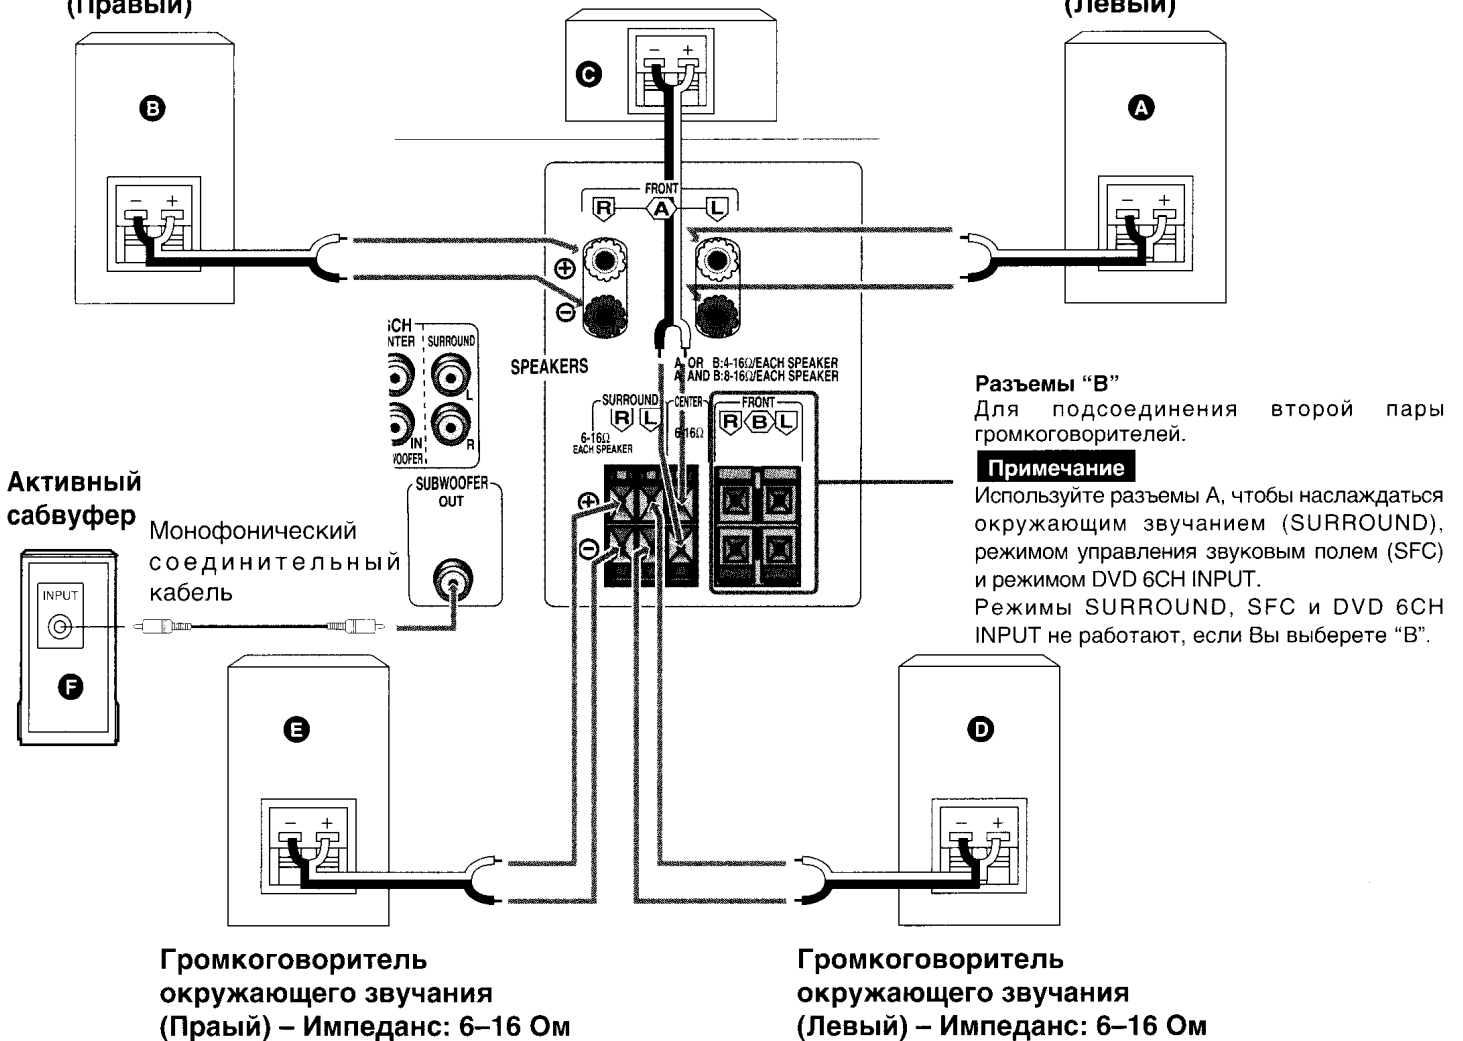 (Правый)
(Левый)
C
− +
B
− +
A
− +
FRONT
R A L
+
−
6CH
NTER SURROUND
L
IN R
WOOFER
SPEAKERS
A OR B:4-16Ω/EACH SPEAKER
A AND B:8-16Ω/EACH SPEAKER
SURROUND
R L
6-16Ω
EACH SPEAKER
CENTER
6-16Ω
FRONT
R B L
+
−
SUBWOOFER
OUT
Разъемы “B”
Для подсоединения второй пары
громкоговорителей.
Примечание
Используйте разъемы A, чтобы наслаждаться
окружающим звучанием (SURROUND),
режимом управления звуковым полем (SFC)
и режимом DVD 6CH INPUT.
Режимы SURROUND, SFC и DVD 6CH
INPUT не работают, если Вы выберете “B”.
Активный
сабвуфер
Монофонический
соединительный
кабель
INPUT
F
E
− +
D
− +
Громкоговоритель
окружающего звучания
(Праый) – Импеданс: 6–16 Ом
Громкоговоритель
окружающего звучания
(Левый) – Импеданс: 6–16 Ом